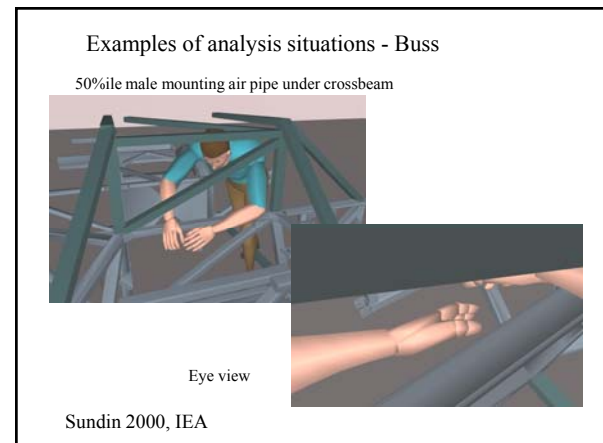 Examples of analysis situations - Buss
50%ile male mounting air pipe under crossbeam
Eye view
Sundin 2000, IEA